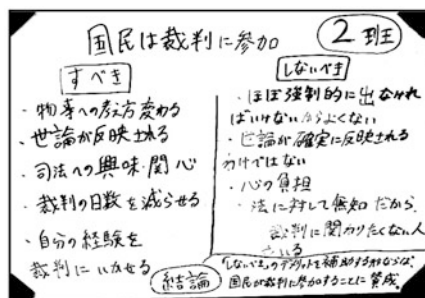 国民は裁判に参加
2班
すべき
・物事への考え方変わる
・世論が反映される
・司法への興味・関心
・裁判の日数を減らせる
・自分の経験を
裁判にいかせる
しないべき
・ほぼ強制的に出なけれ
ばいけないからよくない
・世論が確実に反映される
わけではない
・心の負担
・法に対して無知だから、
裁判に関わりたくない人
もいる
結論
「しないべき」のデメリットを補助するならば、
国民が裁判に参加することに賛成。